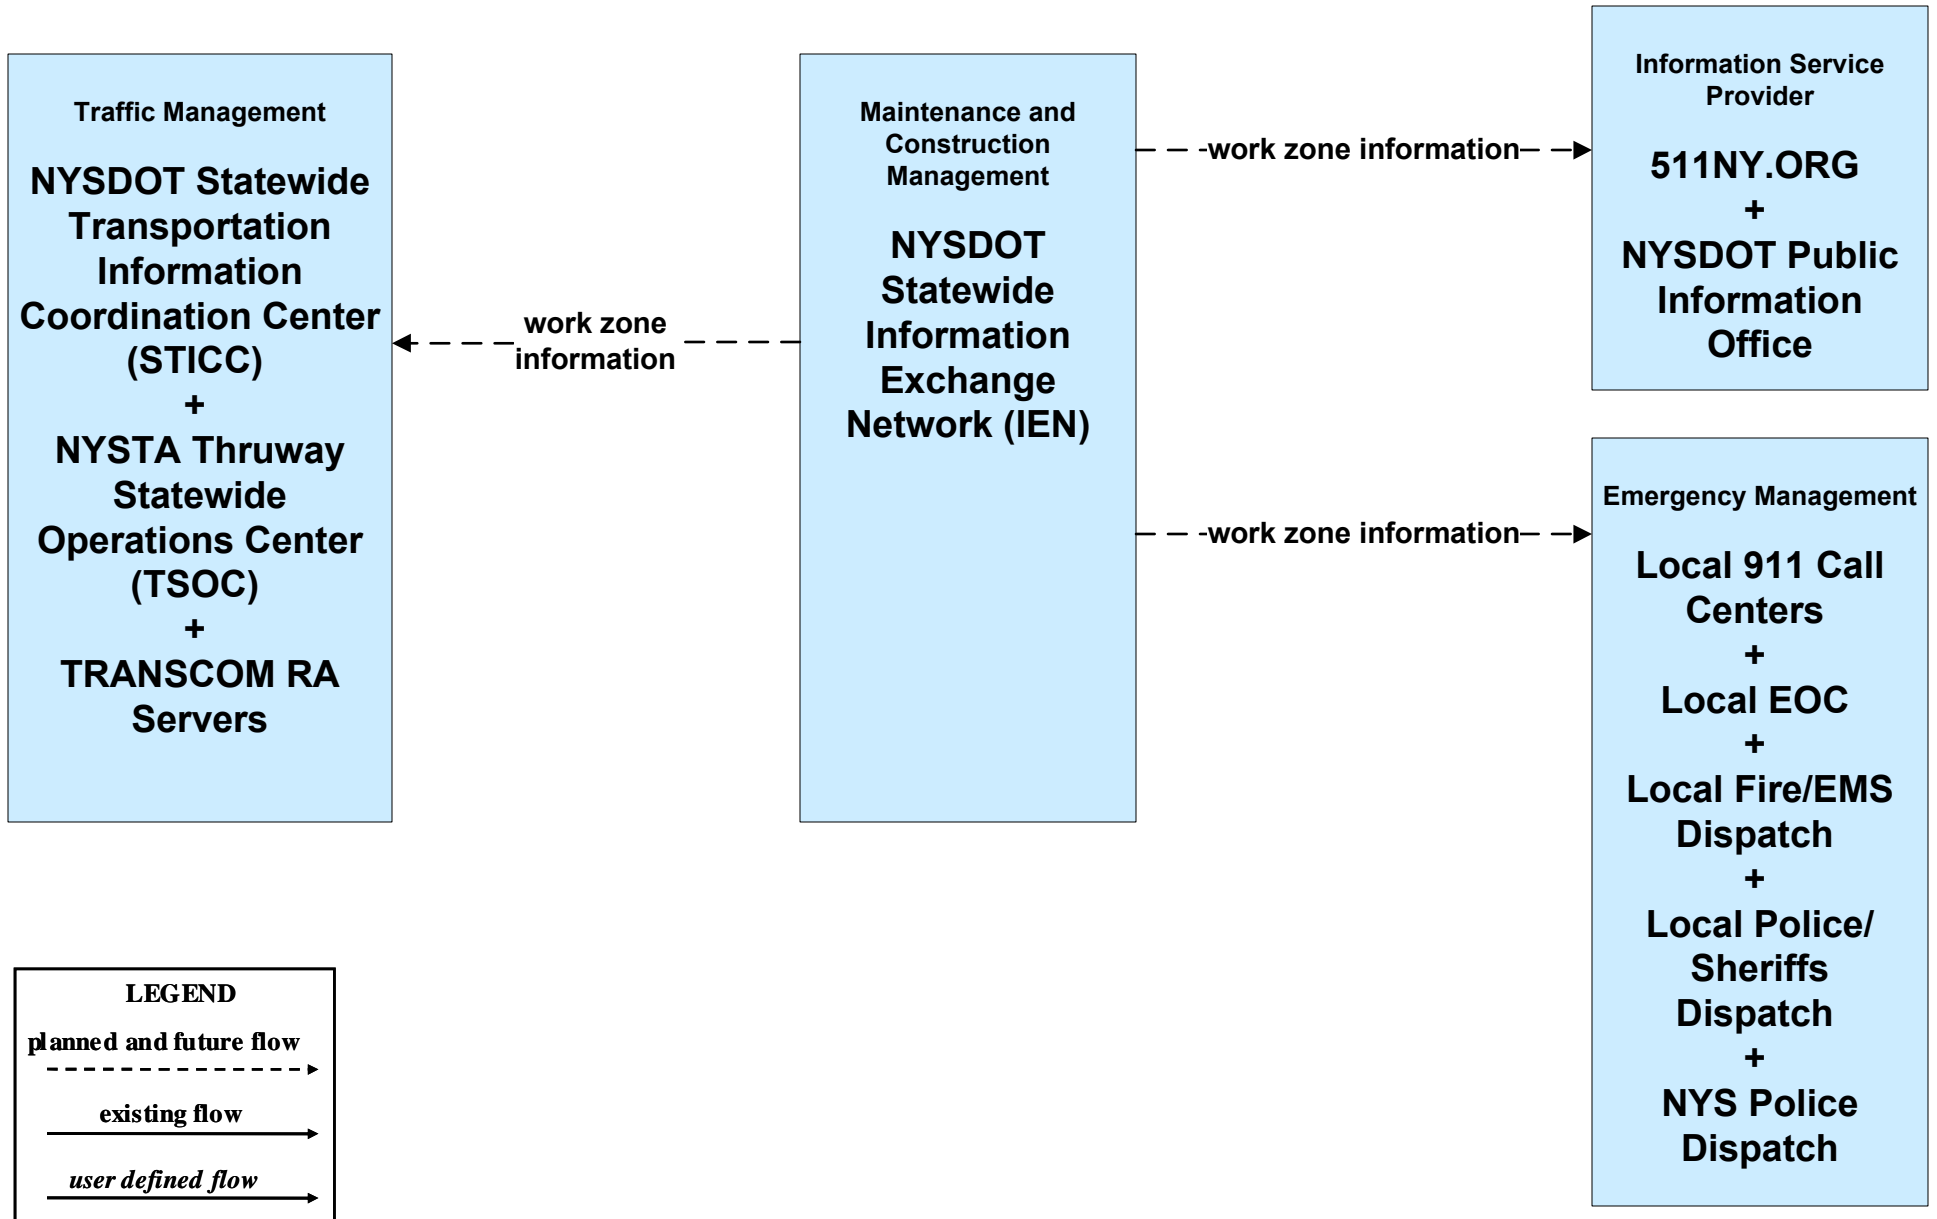 Traffic Management
NYSDOT Statewide
Transportation
Information
Coordination Center
(STICC)
+
NYSTA Thruway
Statewide
Operations Center
(TSOC)
+
TRANSCOM RA
Servers
work zone
information
Maintenance and
Construction
Management
NYSDOT
Statewide
Information
Exchange
Network (IEN)
work zone information
work zone information
Information Service
Provider
511NY.ORG
+
NYSDOT Public
Information
Office
Emergency Management
Local 911 Call
Centers
+
Local EOC
+
Local Fire/EMS
Dispatch
+
Local Police/
Sheriffs
Dispatch
+
NYS Police
Dispatch
LEGEND
planned and future flow
existing flow
user defined flow